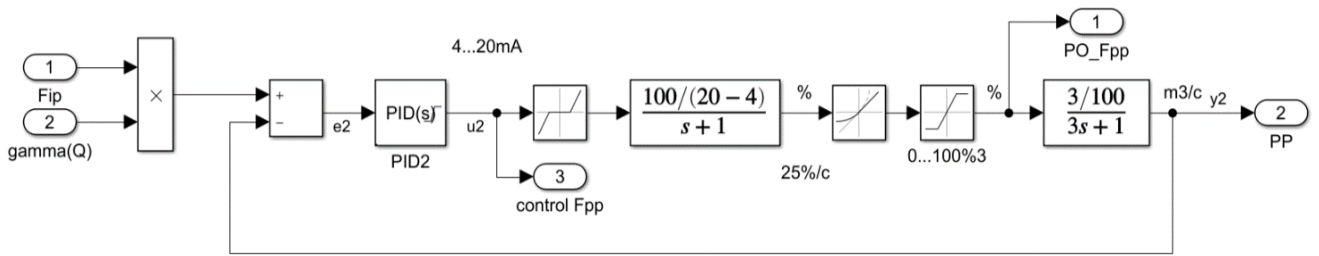 1
Fip
2
gamma(Q)
×
+
−
e2
PID(s)
PID2
4...20mA
u2
3
control Fpp
100/(20 − 4)
s + 1
%
25%/c
0...100%3
%
1
PO_Fpp
3/100
3s + 1
m3/c
y2
2
PP